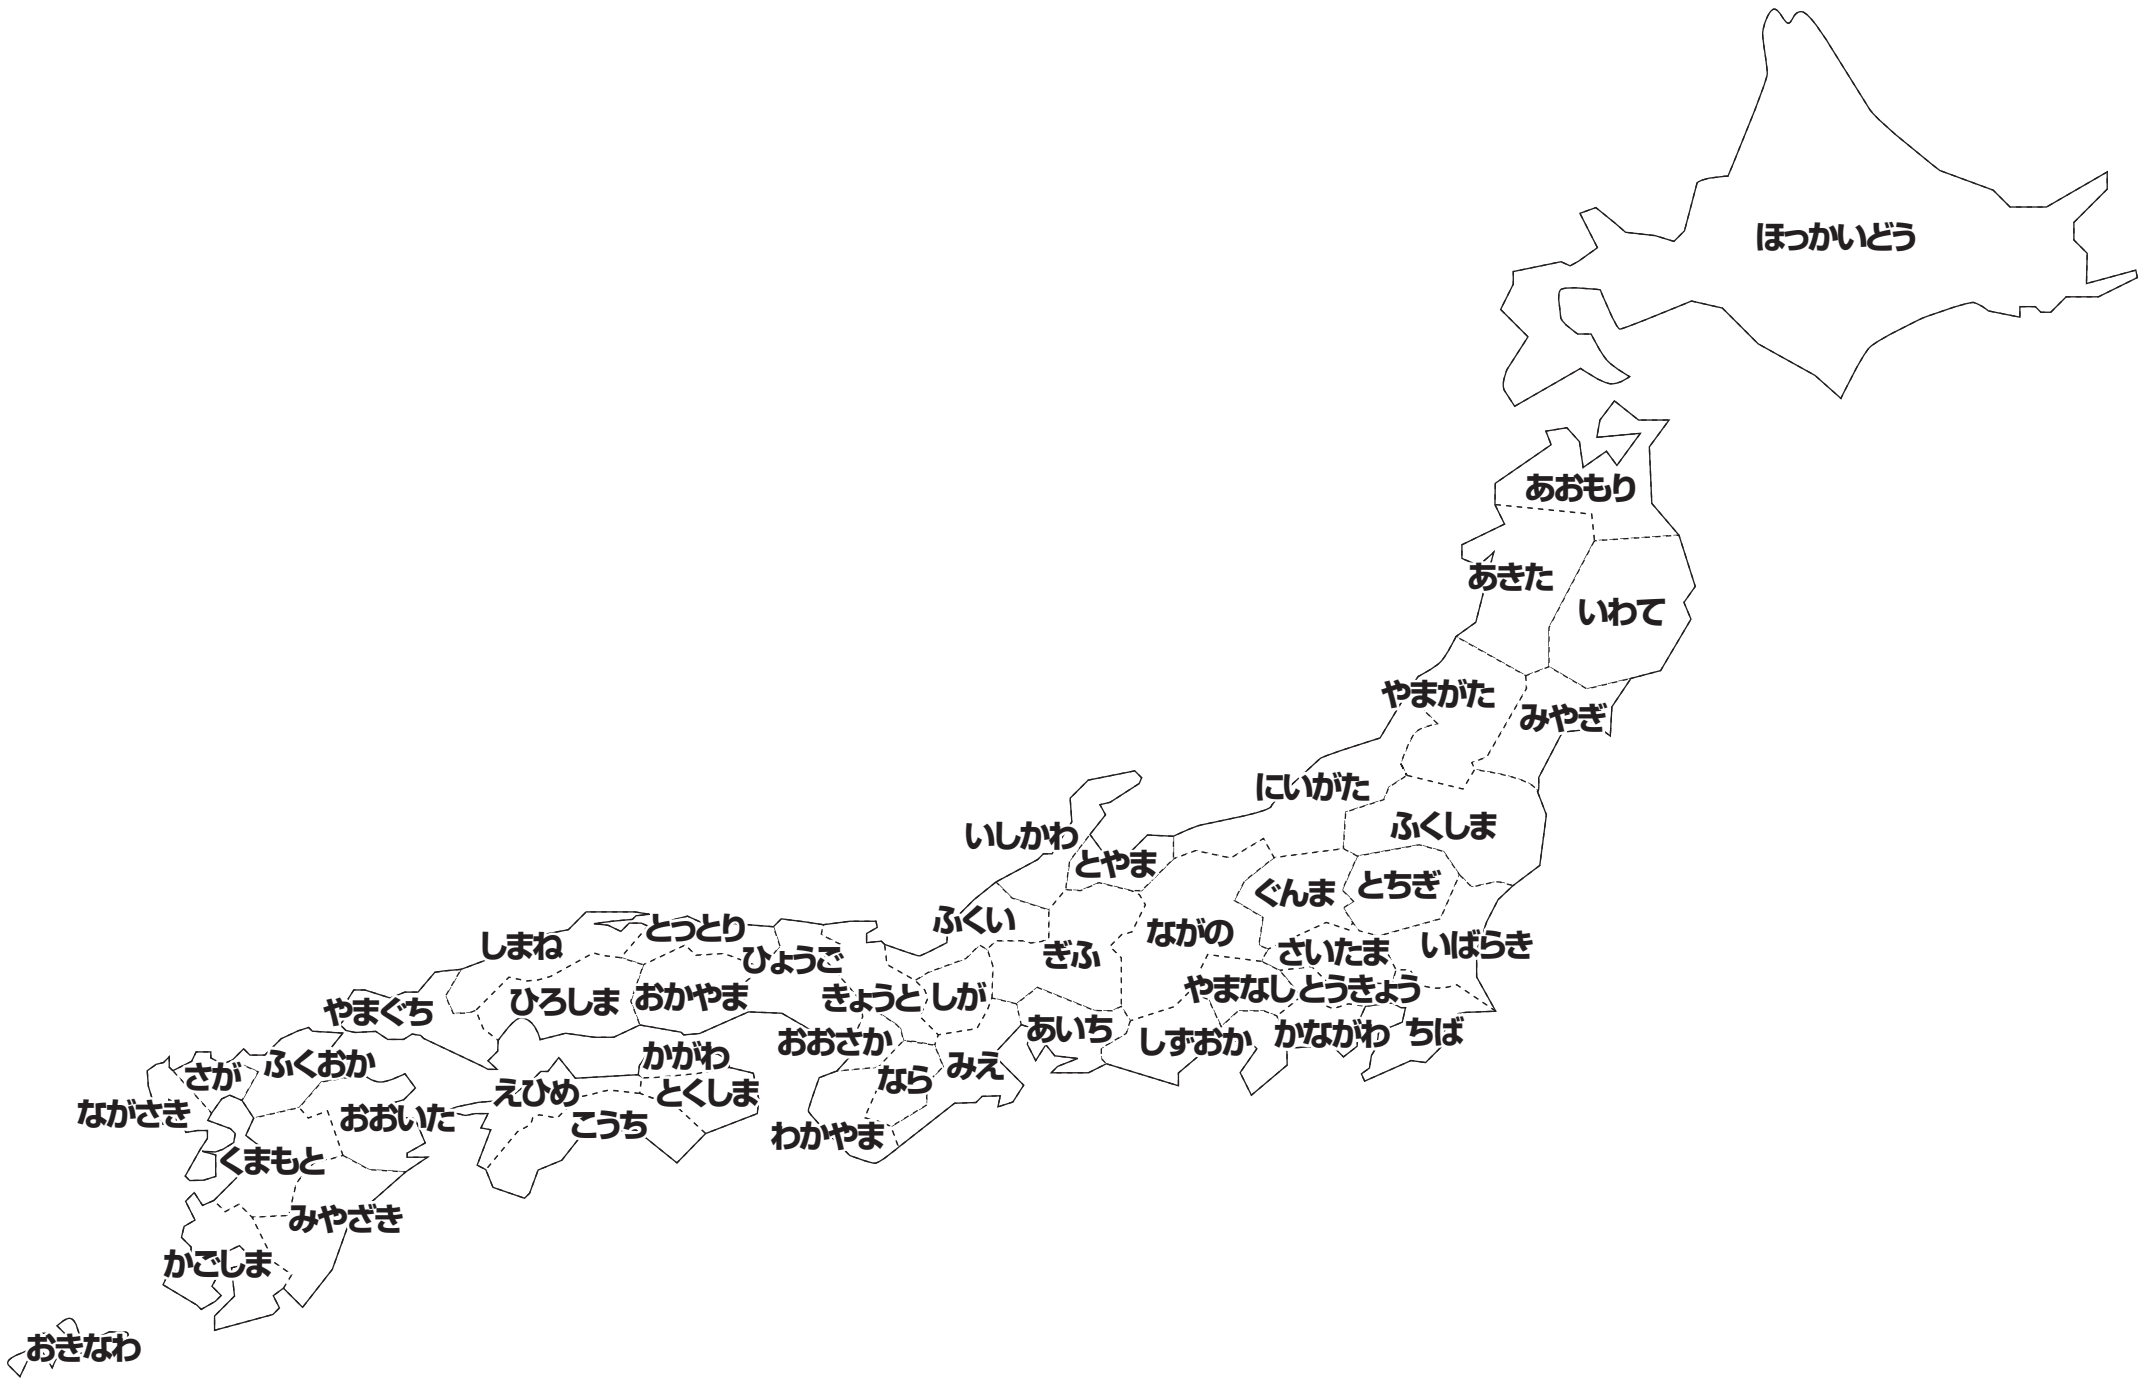 ほっかいどう
あおもり
あきた
いわて
やまがた
みやぎ
にいがた
ふくしま
いしかわ
とやま
ぐんま
とちぎ
ふくい
ながの
ぎふ
さいたま
いばらき
とっとり
しまね
ひょうご
やまなし
とうきょう
ひろしま
おかやま
きょうと
しが
やまぐち
あいち
しずおか
かながわ
ちば
おおさか
かがわ
みえ
ふくおか
さが
なら
えひめ
とくしま
ながさき
おおいた
こうち
わかやま
くまもと
みやざき
かごしま
おきなわ